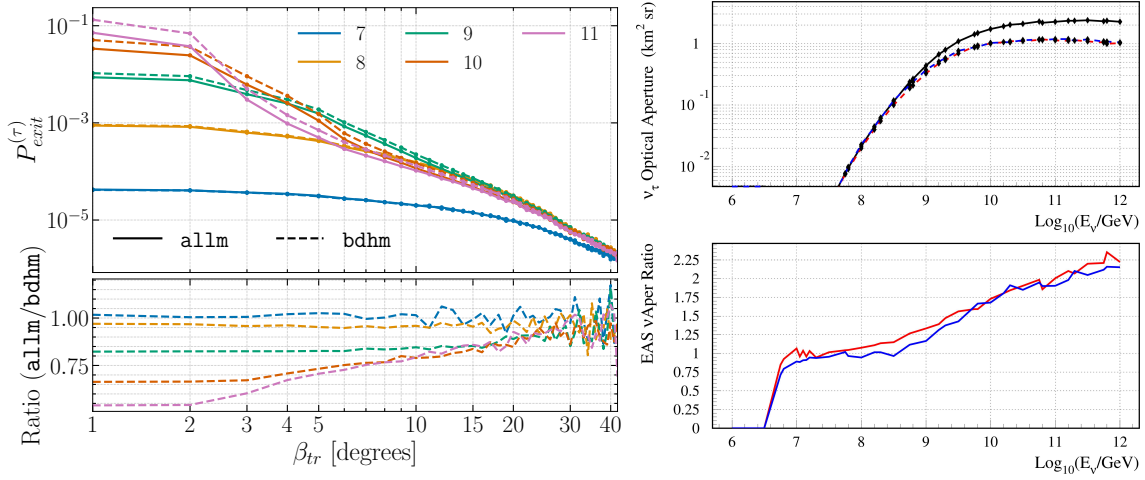 10⁻¹
10⁻³
10⁻⁵
P_exit^(τ)
7 9 11
8 10
allm bdhm
1.00
0.75
Ratio (allm/bdhm)
1 2 3 4 5 10 15 20 30 40
β_tr [degrees]
ν_τ Optical Aperture (km² sr)
1
10⁻¹
10⁻²
6 7 8 9 10 11 12
Log₁₀(E_ν/GeV)
EAS νAper Ratio
2.25
2
1.75
1.5
1.25
1
0.75
0.5
0.25
0
6 7 8 9 10 11 12
Log₁₀(E_ν/GeV)